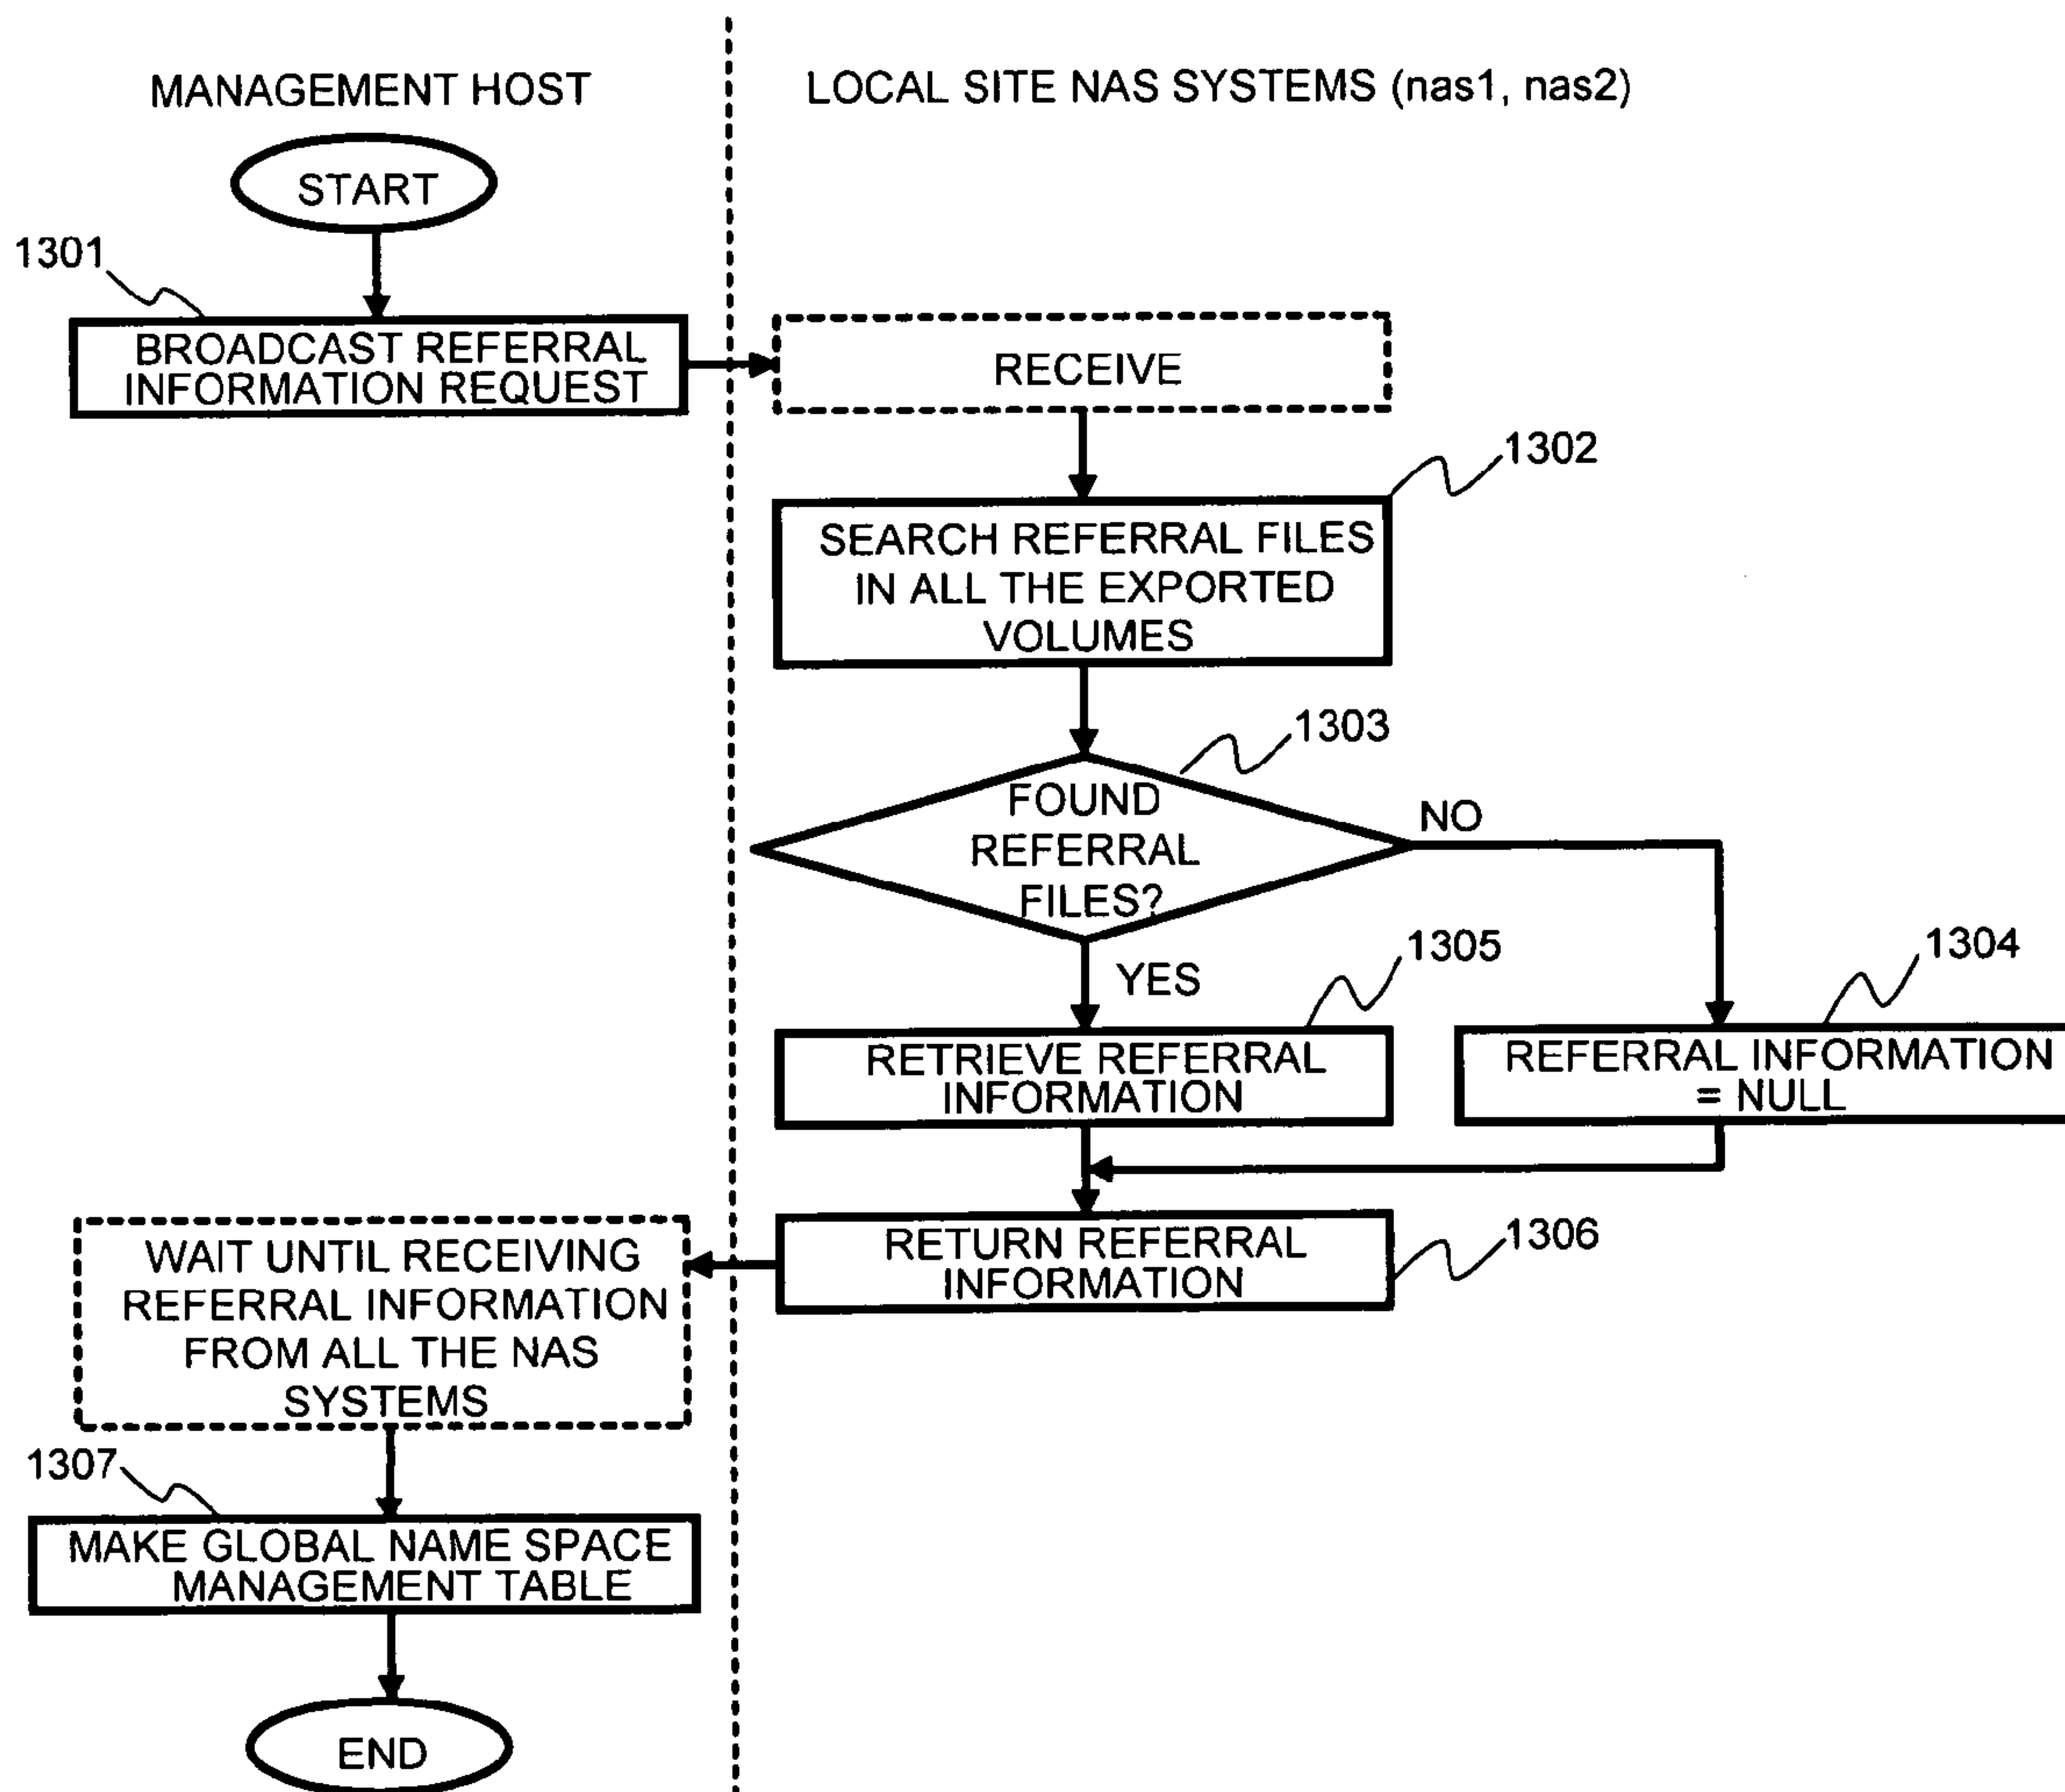 MANAGEMENT HOST
LOCAL SITE NAS SYSTEMS (nas1, nas2)
START
1301
BROADCAST REFERRAL
INFORMATION REQUEST
RECEIVE
1302
SEARCH REFERRAL FILES
IN ALL THE EXPORTED
VOLUMES
1303
FOUND
REFERRAL
FILES?
NO
YES
1305
1304
RETRIEVE REFERRAL
INFORMATION
REFERRAL INFORMATION
= NULL
1306
RETURN REFERRAL
INFORMATION
WAIT UNTIL RECEIVING
REFERRAL INFORMATION
FROM ALL THE NAS
SYSTEMS
1307
MAKE GLOBAL NAME SPACE
MANAGEMENT TABLE
END